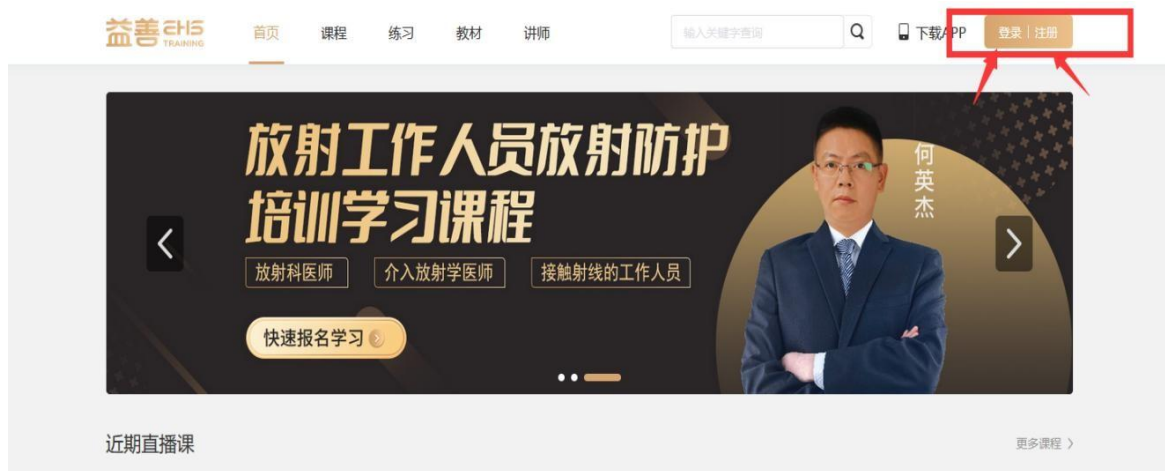 益善 EHS TRAINING
首页 课程 练习 教材 讲师 输入关键字查询 下载APP 登录 | 注册
放射工作人员放射防护
培训学习课程
何英杰
放射科医师 介入放射学医师 接触射线的工作人员
快速报名学习
近期直播课 更多课程